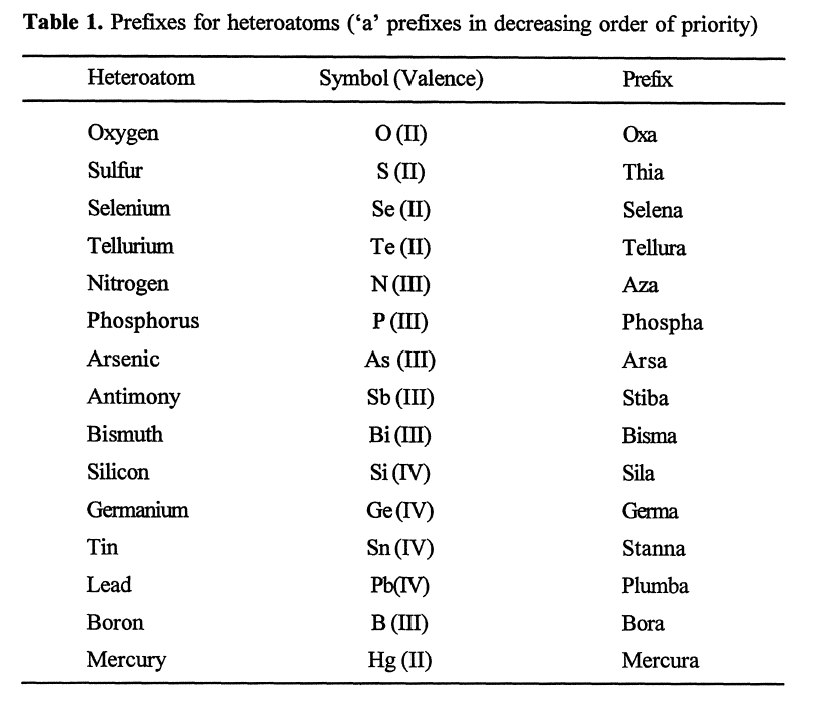 Table 1. Prefixes for heteroatoms (‘a’ prefixes in decreasing order of priority)
Heteroatom Symbol (Valence) Prefix
Oxygen O (II) Oxa
Sulfur S (II) Thia
Selenium Se (II) Selena
Tellurium Te (II) Tellura
Nitrogen N (III) Aza
Phosphorus P (III) Phospha
Arsenic As (III) Arsa
Antimony Sb (III) Stiba
Bismuth Bi (III) Bisma
Silicon Si (IV) Sila
Germanium Ge (IV) Germa
Tin Sn (IV) Stanna
Lead Pb(IV) Plumba
Boron B (III) Bora
Mercury Hg (II) Mercura